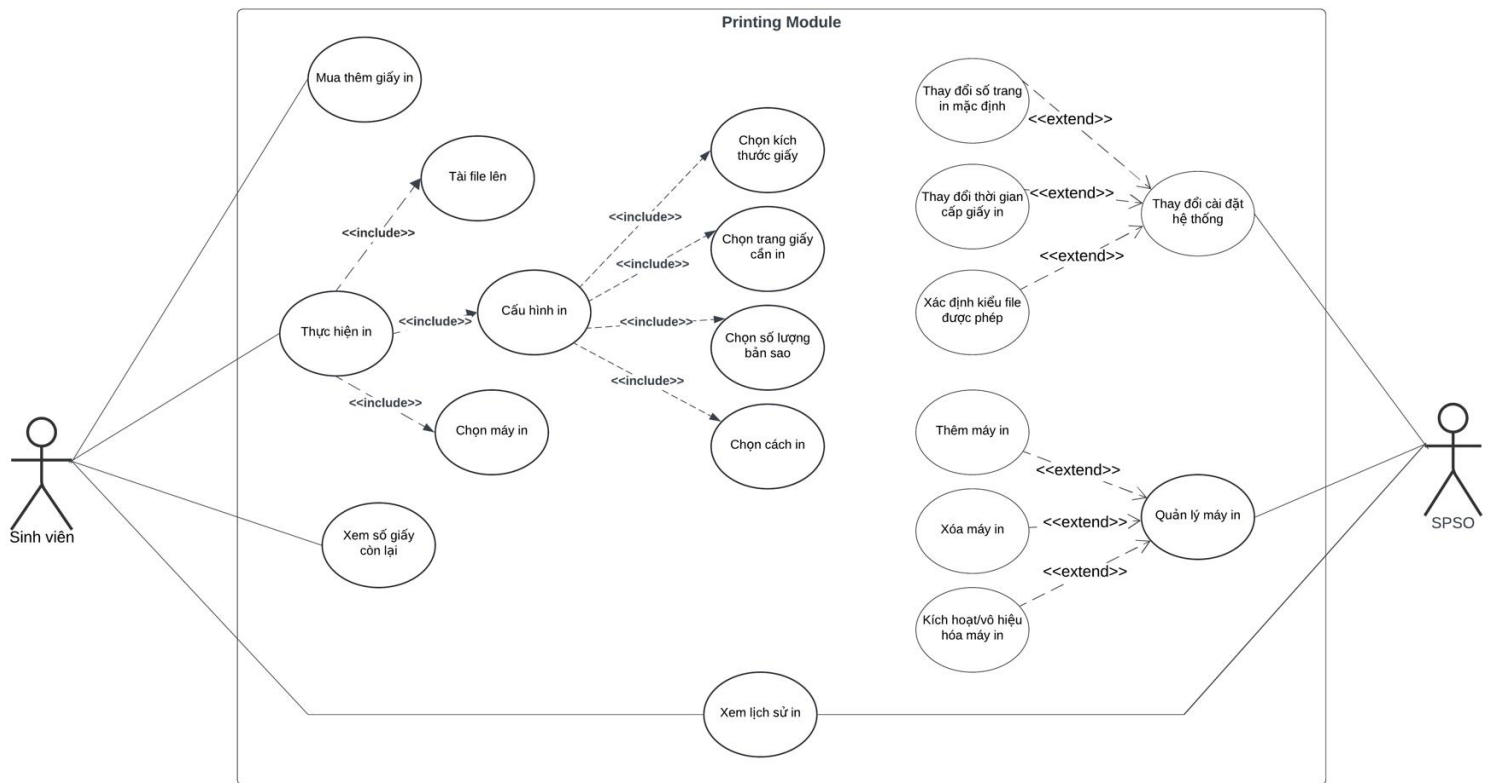 Printing Module
Mua thêm giấy in
Tài file lên
<<include>>
Thực hiện in
<<include>>
Cấu hình in
<<include>>
Chọn máy in
<<include>>
Chọn kích
thước giấy
<<include>>
Chọn trang giấy
cần in
<<include>>
Chọn số lượng
bản sao
<<include>>
Chọn cách in
Xem số giấy
còn lại
Sinh viên
Thay đổi số trang
in mặc định
<<extend>>
Thay đổi thời gian
cấp giấy in
<<extend>>
Thay đổi cài đặt
hệ thống
Xác định kiểu file
được phép
<<extend>>
Thêm máy in
<<extend>>
Xóa máy in
<<extend>>
Quản lý máy in
Kích hoạt/vô hiệu
hóa máy in
<<extend>>
SPSO
Xem lịch sử in